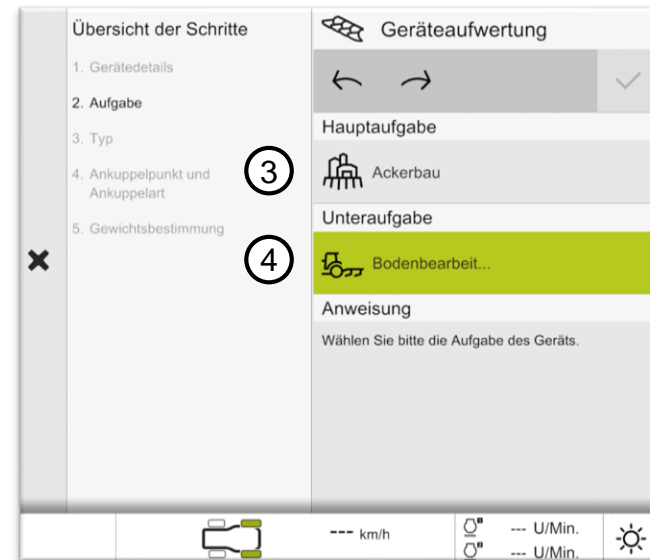 Übersicht der Schritte
1. Gerätedetails
2. Aufgabe
3. Typ
4. Ankuppelpunkt und
Ankuppelart
5. Gewichtsbestimmung
3
4
Geräteaufwertung
Hauptaufgabe
Ackerbau
Unteraufgabe
Bodenbearbeit...
Anweisung
Wählen Sie bitte die Aufgabe des Geräts.
--- km/h
--- U/Min.
--- U/Min.